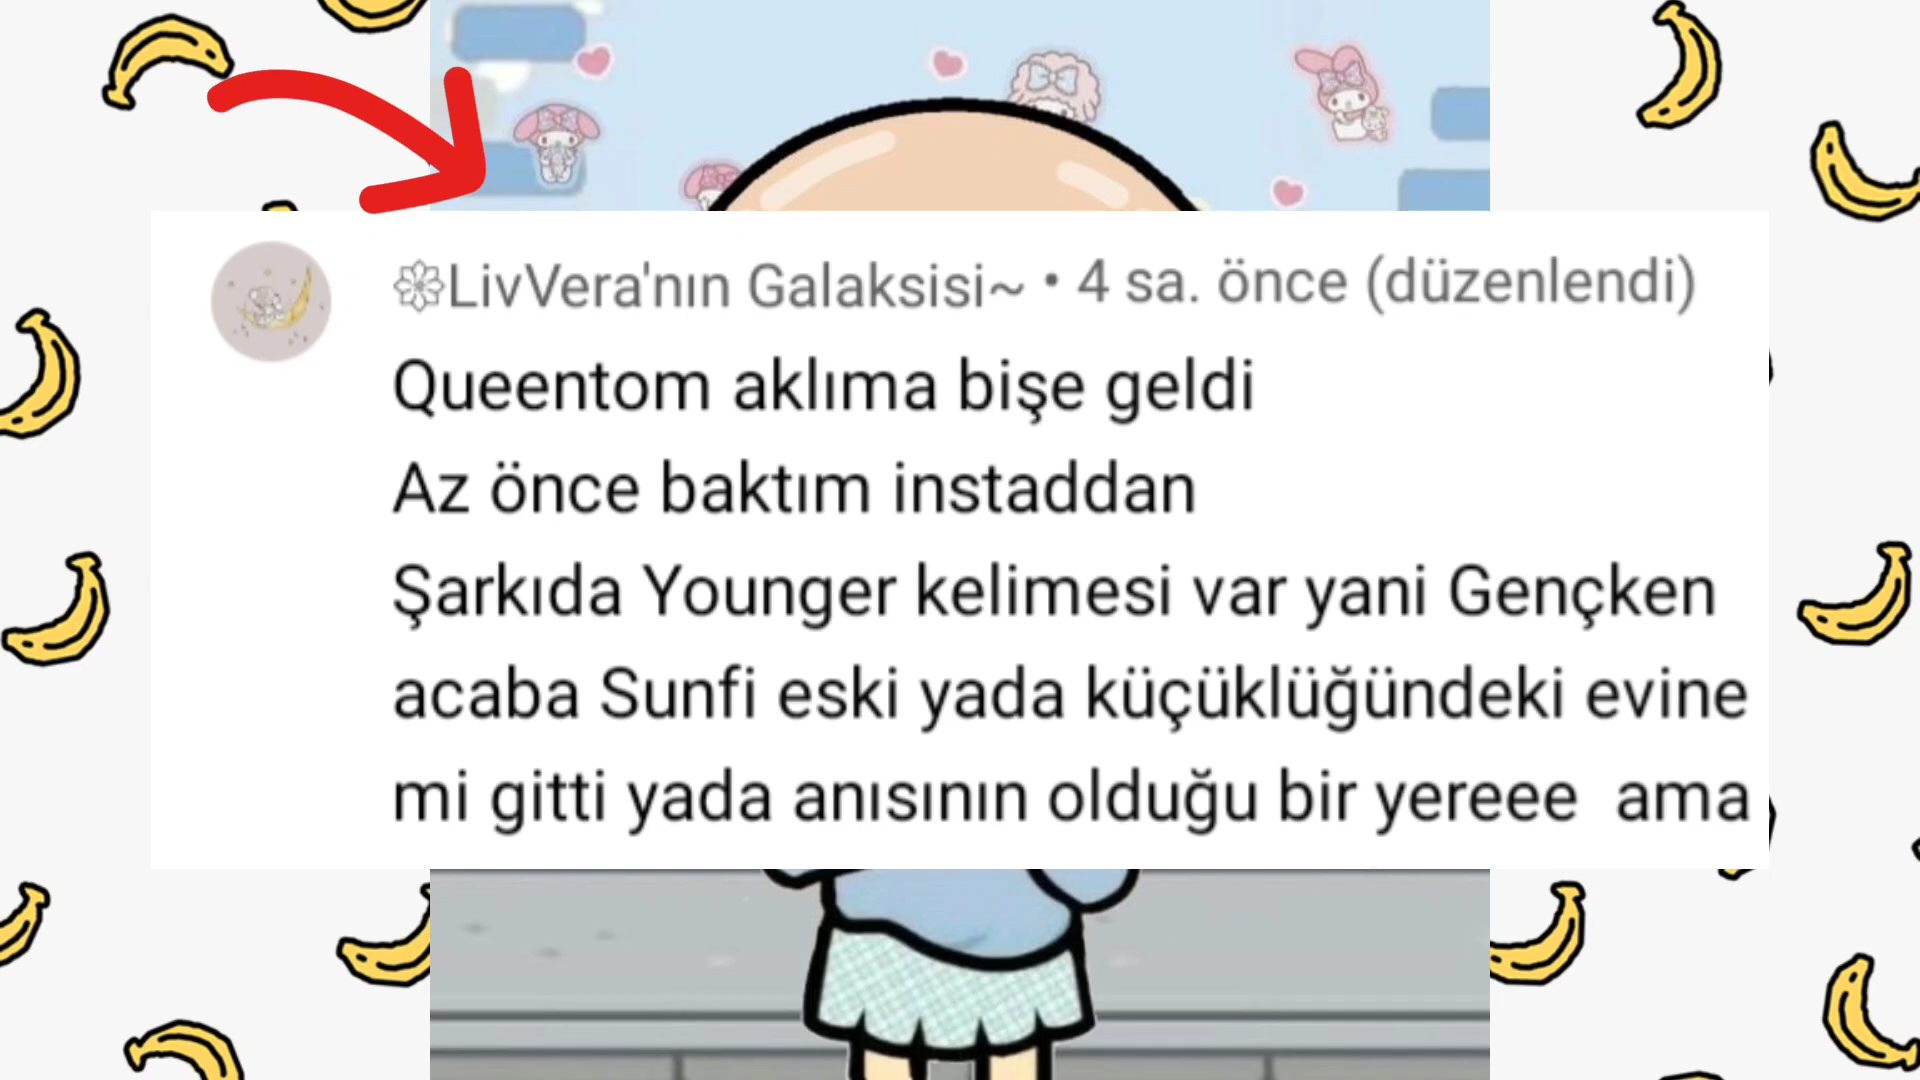 LivVera'nın Galaksisi~ • 4 sa. önce (düzenlendi)
Queentom aklıma bişe geldi
Az önce baktım instaddan
Şarkıda Younger kelimesi var yani Gençken
acaba Sunfi eski yada küçüklüğündeki evine
mi gitti yada anısının olduğu bir yereee ama